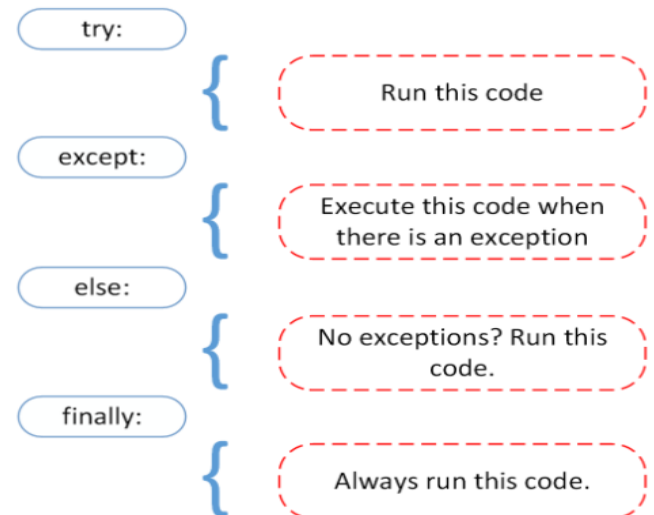 try:
Run this code
except:
Execute this code when
there is an exception
else:
No exceptions? Run this
code.
finally:
Always run this code.